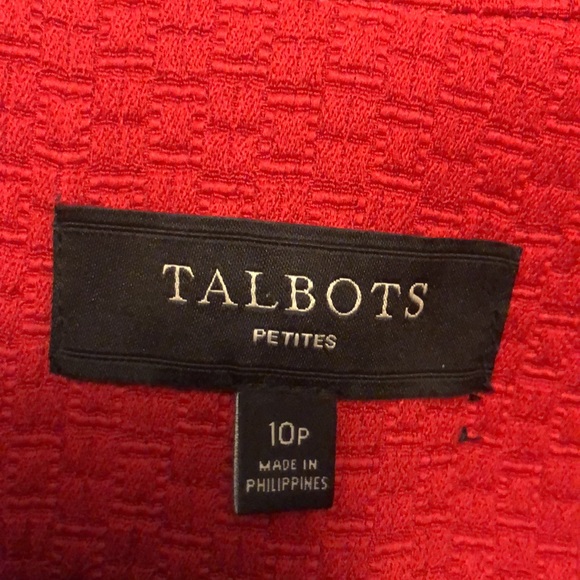 TALBOTS
PETITES
10P
MADE IN
PHILIPPINES